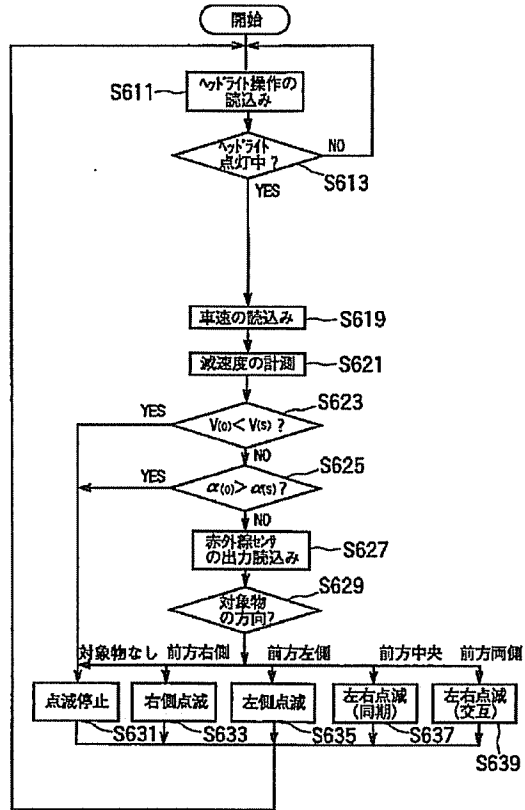 開始
ヘッドライト操作の
読込み
S611
ヘッドライト
点灯中?
NO
S613
YES
車速の読込み
S619
減速度の計測
S621
YES
S623
V(0)<V(S)?
NO
S625
YES
α(0)>α(S)?
NO
赤外線センサ
の出力読込み
S627
S629
対象物
の方向?
対象物なし
前方右側
前方左側
前方中央
前方両側
点滅停止
右側点滅
左側点滅
左右点滅
(同期)
左右点滅
(交互)
S631
S633
S635
S637
S639